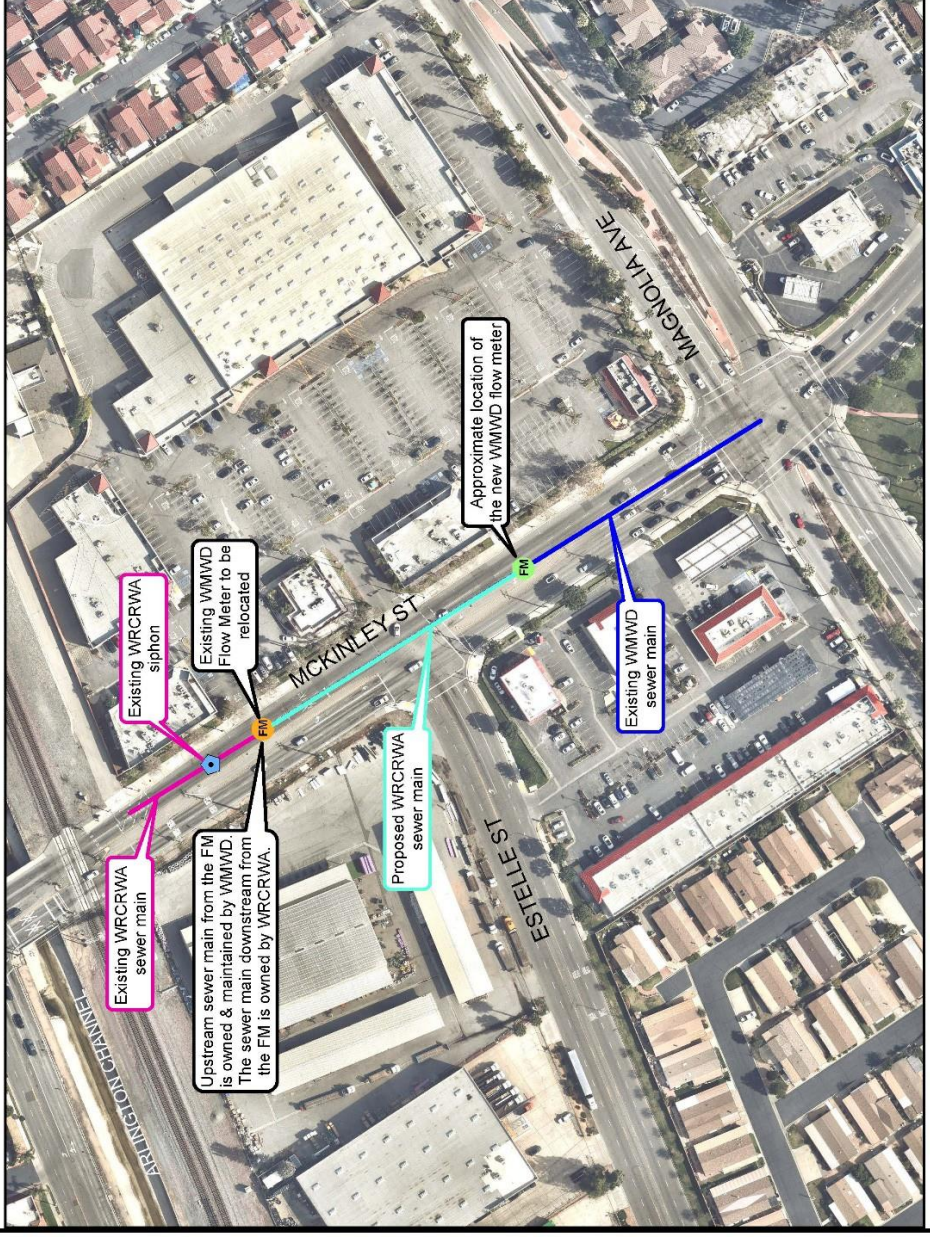 ARLINGTON CHANNEL
Existing WRCRWA
sewer main
Existing WRCRWA
siphon
Upstream sewer main from the FM
is owned & maintained by WMWD.
The sewer main downstream from
the FM is owned by WRCRWA.
Existing WMWD
Flow Meter to be
relocated
FM
MCKINLEY ST
Proposed WRCRWA
sewer main
Approximate location of
the new WMWD flow meter
FM
ESTELLE ST
Existing WMWD
sewer main
MAGNOLIA AVE